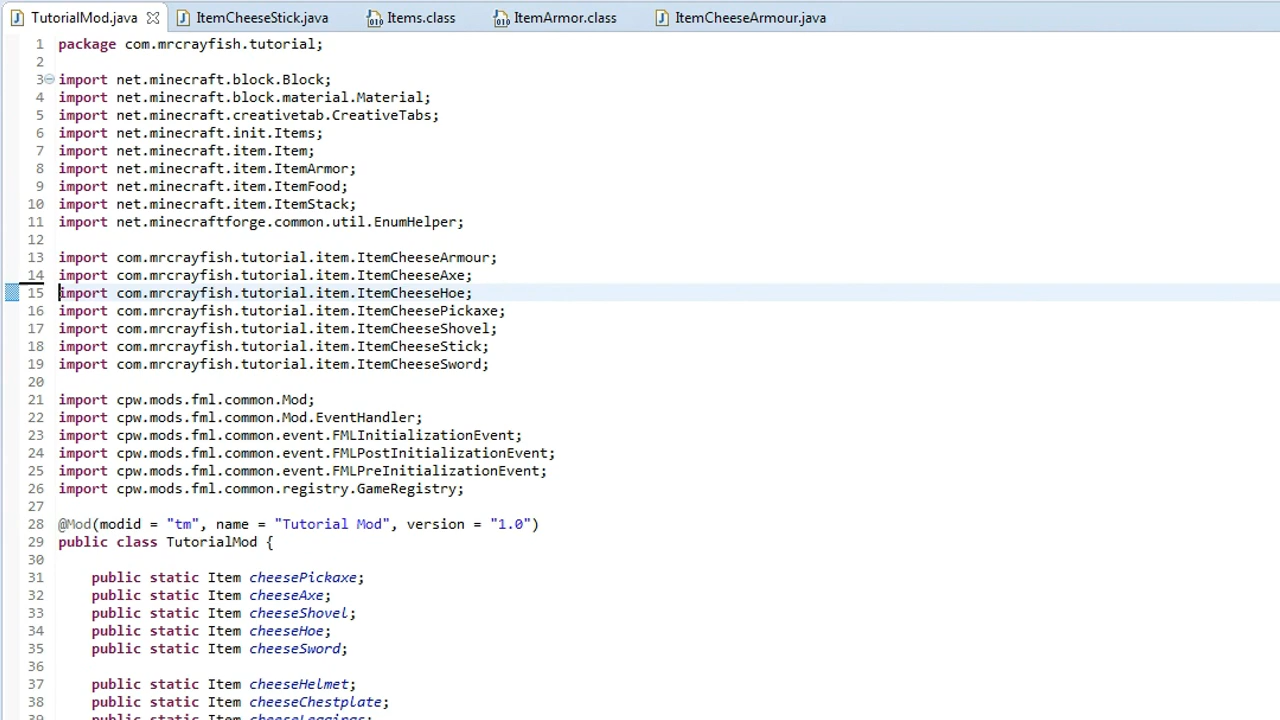 TutorialMod.java ItemCheeseStick.java Items.class ItemArmor.class ItemCheeseArmour.java
1 package com.mrcrayfish.tutorial;
2
3 import net.minecraft.block.Block;
4 import net.minecraft.block.material.Material;
5 import net.minecraft.creativetab.CreativeTabs;
6 import net.minecraft.init.Items;
7 import net.minecraft.item.Item;
8 import net.minecraft.item.ItemArmor;
9 import net.minecraft.item.ItemFood;
10 import net.minecraft.item.ItemStack;
11 import net.minecraftforge.common.util.EnumHelper;
12
13 import com.mrcrayfish.tutorial.item.ItemCheeseArmour;
14 import com.mrcrayfish.tutorial.item.ItemCheeseAxe;
15 import com.mrcrayfish.tutorial.item.ItemCheeseHoe;
16 import com.mrcrayfish.tutorial.item.ItemCheesePickaxe;
17 import com.mrcrayfish.tutorial.item.ItemCheeseShovel;
18 import com.mrcrayfish.tutorial.item.ItemCheeseStick;
19 import com.mrcrayfish.tutorial.item.ItemCheeseSword;
20
21 import cpw.mods.fml.common.Mod;
22 import cpw.mods.fml.common.Mod.EventHandler;
23 import cpw.mods.fml.common.event.FMLInitializationEvent;
24 import cpw.mods.fml.common.event.FMLPostInitializationEvent;
25 import cpw.mods.fml.common.event.FMLPreInitializationEvent;
26 import cpw.mods.fml.common.registry.GameRegistry;
27
28 @Mod(modid = "tm", name = "Tutorial Mod", version = "1.0")
29 public class TutorialMod {
30
31 public static Item cheesePickaxe;
32 public static Item cheeseAxe;
33 public static Item cheeseShovel;
34 public static Item cheeseHoe;
35 public static Item cheeseSword;
36
37 public static Item cheeseHelmet;
38 public static Item cheeseChestplate;
39 public static Item cheeseLeggings;